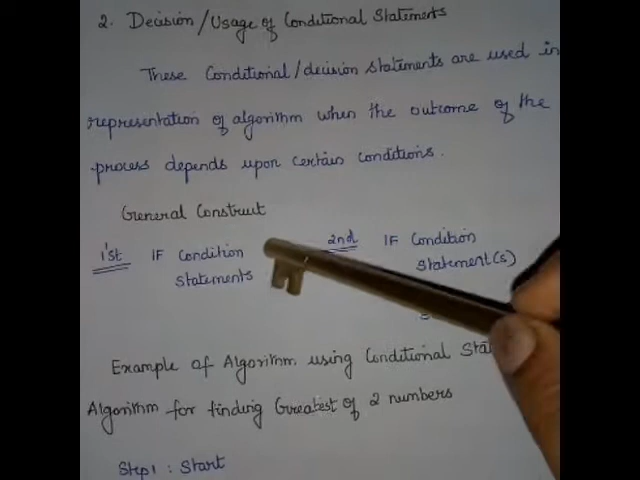 2. Decision/Usage of Conditional Statements
These Conditional/decision statements are used in
representation of algorithm when the outcome of the
process depends upon certain conditions.
General Construct
1st IF Condition 2nd IF Condition
statements statement(s)
Example of Algorithm using Conditional
Algorithm for finding Greatest of 2 numbers
Step1 : Start